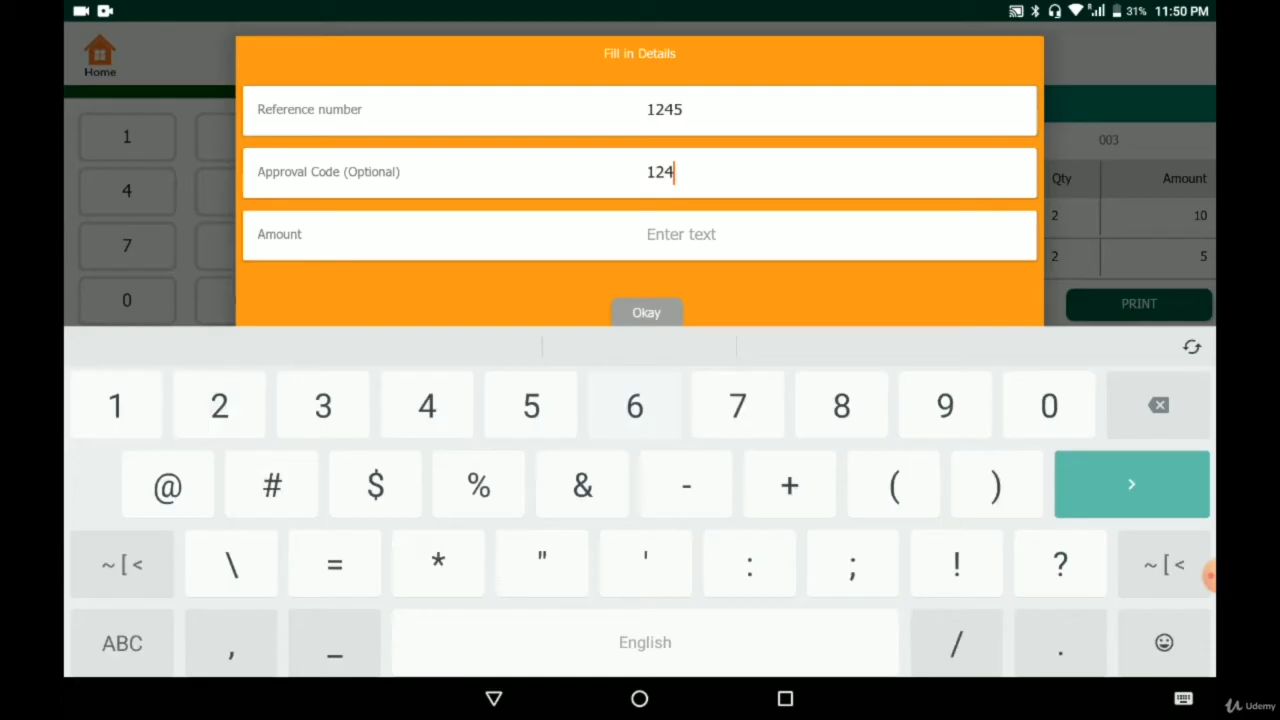 31% 11:50 PM
Home
Fill in Details
Reference number 1245
Approval Code (Optional) 124
Amount Enter text
Okay
1
4
7
0
003
Qty Amount
2 10
2 5
PRINT
1 2 3 4 5 6 7 8 9 0
@ # $ % & - + ( ) >
~ [ < \ = * " ' : ; ! ? ~ [ <
ABC , _ English / .
Udemy